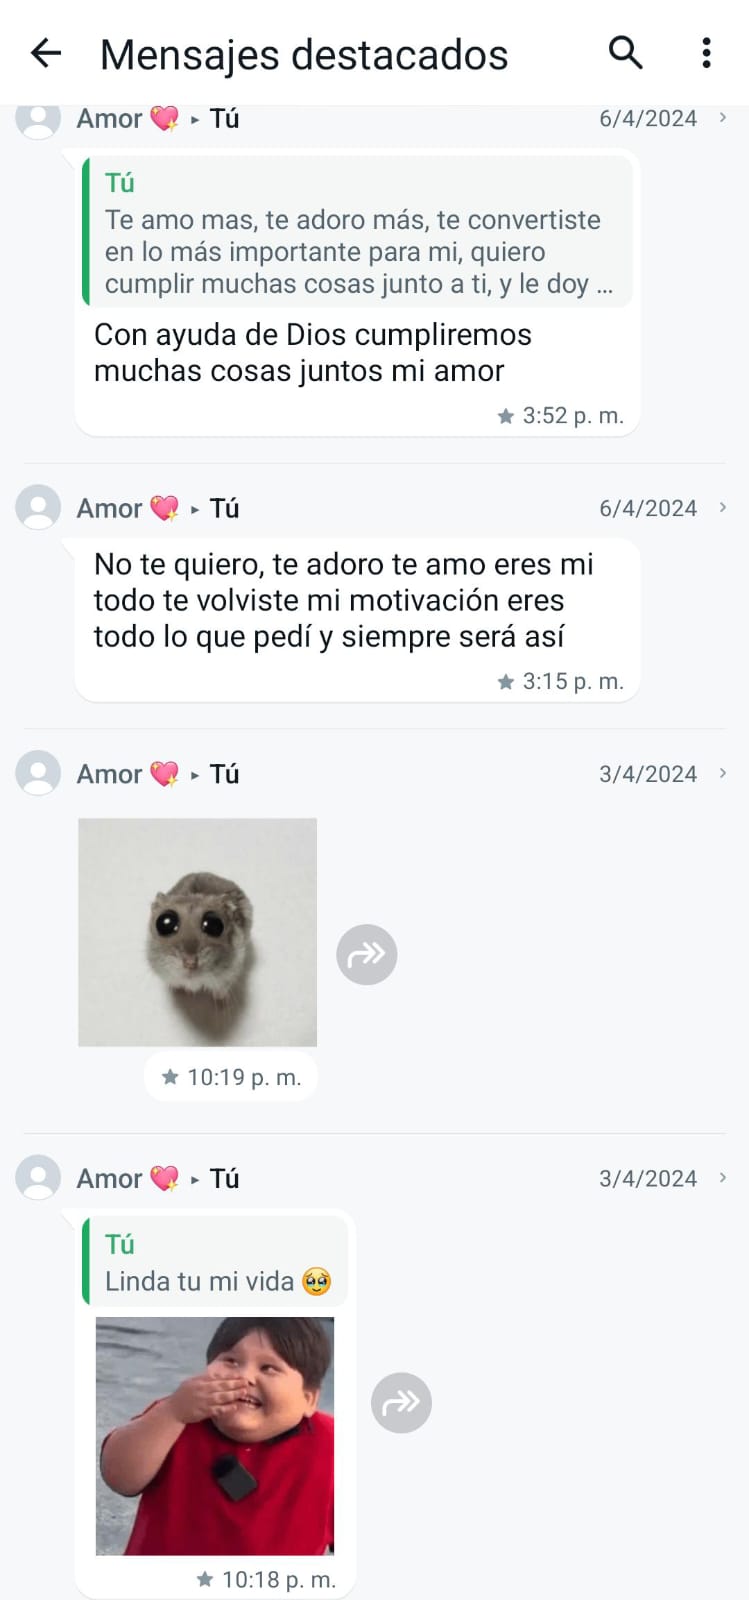 Mensajes destacados
Amor 💖 ▸ Tú 6/4/2024
Tú
Te amo mas, te adoro más, te convertiste
en lo más importante para mi, quiero
cumplir muchas cosas junto a ti, y le doy ...
Con ayuda de Dios cumpliremos
muchas cosas juntos mi amor
★ 3:52 p. m.
Amor 💖 ▸ Tú 6/4/2024
No te quiero, te adoro te amo eres mi
todo te volviste mi motivación eres
todo lo que pedí y siempre será así
★ 3:15 p. m.
Amor 💖 ▸ Tú 3/4/2024
★ 10:19 p. m.
Amor 💖 ▸ Tú 3/4/2024
Tú
Linda tu mi vida 🥹
★ 10:18 p. m.